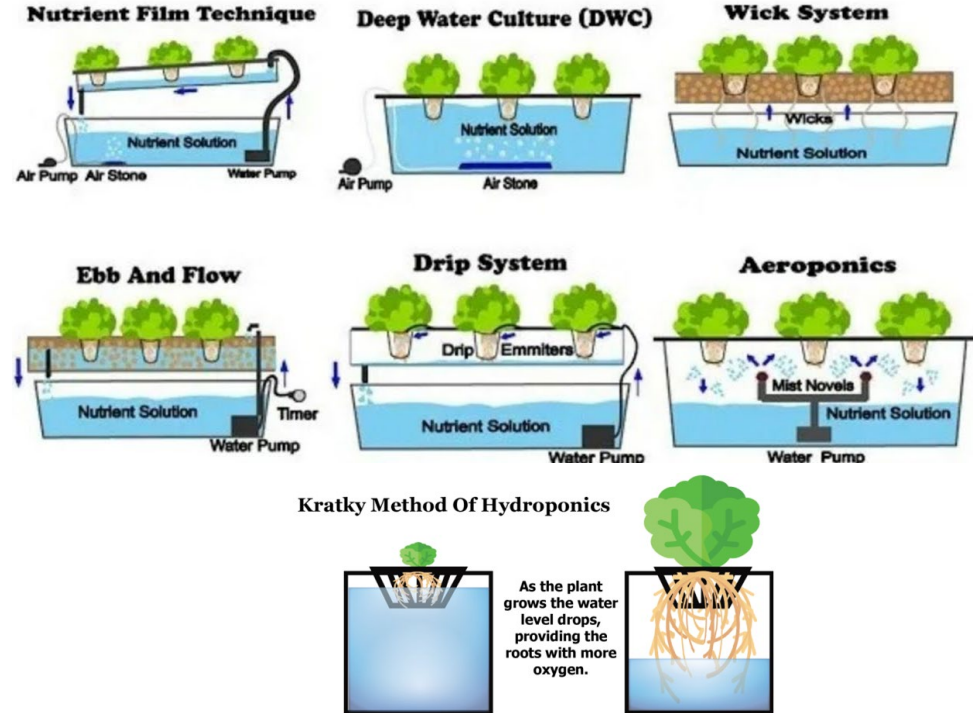 Nutrient Film Technique
Deep Water Culture (DWC)
Wick System
Nutrient Solution
Air Pump Air Stone
Water Pump
Nutrient Solution
Air Pump
Air Stone
Wicks
Nutrient Solution
Ebb And Flow
Drip System
Aeroponics
Nutrient Solution
Timer
Water Pump
Drip Emmiters
Nutrient Solution
Water Pump
Mist Novels
Nutrient Solution
Water Pump
Kratky Method Of Hydroponics
As the plant
grows the water
level drops,
providing the
roots with more
oxygen.